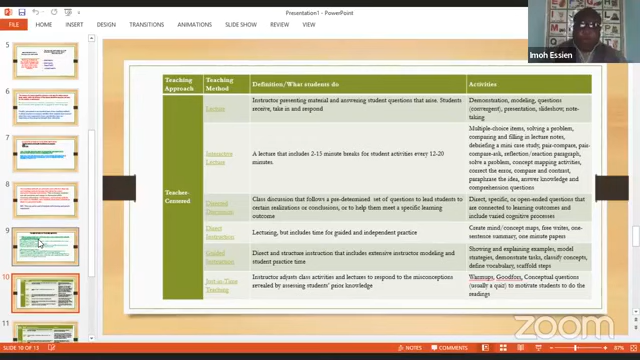 Presentation1 - PowerPoint
FILE
HOME
INSERT
DESIGN
TRANSITIONS
ANIMATIONS
SLIDE SHOW
REVIEW
VIEW
Imoh Essien
5
6
7
8
9
10
11
Teaching Approach
Teaching Method
Definition/What students do
Activities
Teacher-Centered
Lecture
Instructor presenting material and answering student questions that arise. Students
receive, take in and respond
Demonstration, modeling, questions
(convergent), presentation, slideshow, note-
taking
Interactive
Lecture
A lecture that includes 2-15 minute breaks for student activities every 12-20
minutes.
Multiple-choice items, solving a problem,
comparing and filling in lecture notes,
debriefing a mini case study, pair-compare, pair-
compare-ask, reflection/reaction paragraph,
solve a problem, concept mapping activities,
correct the error, compare and contrast,
paraphrase the idea, answer knowledge and
comprehension questions
Directed
Discussion
Class discussion that follows a pre-determined set of questions to lead students to
certain realizations or conclusions, or to help them meet a specific learning
outcome
Direct, specific, or open-ended questions that
are connected to learning outcomes and
include varied cognitive processes
Direct
Instruction
Lecturing, but includes time for guided and independent practice
Create mind/concept maps, free writes, one-
sentence summary, one minute papers
Guided
Instruction
Direct and structure instruction that includes extensive instructor modeling and
student practice time
Showing and explaining examples, model
strategies, demonstrate tasks, classify concepts,
define vocabulary, scaffold steps
Just-in-Time
Teaching
Instructor adjusts class activities and lectures to respond to the misconceptions
revealed by assessing students' prior knowledge
Warmups, Goodfors, Conceptual questions
(usually a quiz) to motivate students to do the
readings
zoom
SLIDE 10 OF 13
NOTES
COMMENTS
87%